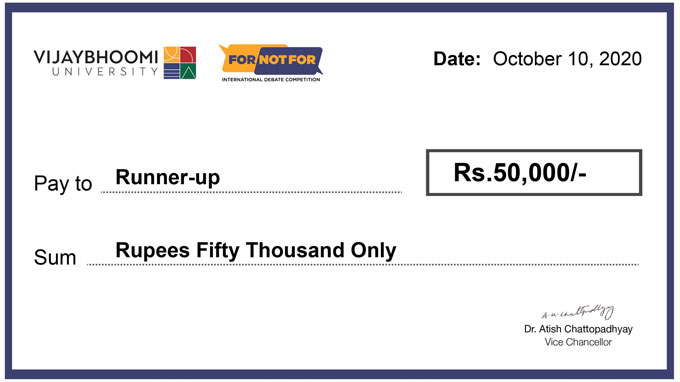 VIJAYBHOOMI
UNIVERSITY
FOR NOT FOR
INTERNATIONAL DEBATE COMPETITION
Date: October 10, 2020
Pay to Runner-up
Rs.50,000/-
Sum Rupees Fifty Thousand Only
A.K. Chattopadhyay
Dr. Atish Chattopadhyay
Vice Chancellor